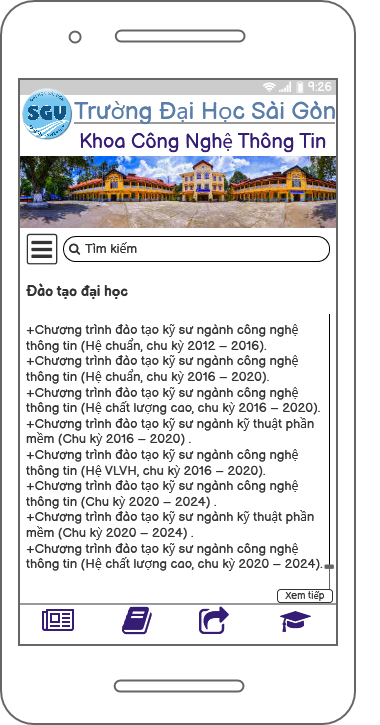 9:26
SGU
Trường Đại Học Sài Gòn
Khoa Công Nghệ Thông Tin
Tìm kiếm
Đào tạo đại học
+Chương trình đào tạo kỹ sư ngành công nghệ
thông tin (Hệ chuẩn, chu kỳ 2012 – 2016).
+Chương trình đào tạo kỹ sư ngành công nghệ
thông tin (Hệ chuẩn, chu kỳ 2016 – 2020).
+Chương trình đào tạo kỹ sư ngành công nghệ
thông tin (Hệ chất lượng cao, chu kỳ 2016 – 2020).
+Chương trình đào tạo kỹ sư ngành kỹ thuật phần
mềm (Chu kỳ 2016 – 2020) .
+Chương trình đào tạo kỹ sư ngành công nghệ
thông tin (Hệ VLVH, chu kỳ 2016 – 2020).
+Chương trình đào tạo kỹ sư ngành công nghệ
thông tin (Chu kỳ 2020 – 2024) .
+Chương trình đào tạo kỹ sư ngành kỹ thuật phần
mềm (Chu kỳ 2020 – 2024) .
+Chương trình đào tạo kỹ sư ngành công nghệ
thông tin (Hệ chất lượng cao, chu kỳ 2020 – 2024).
Xem tiếp